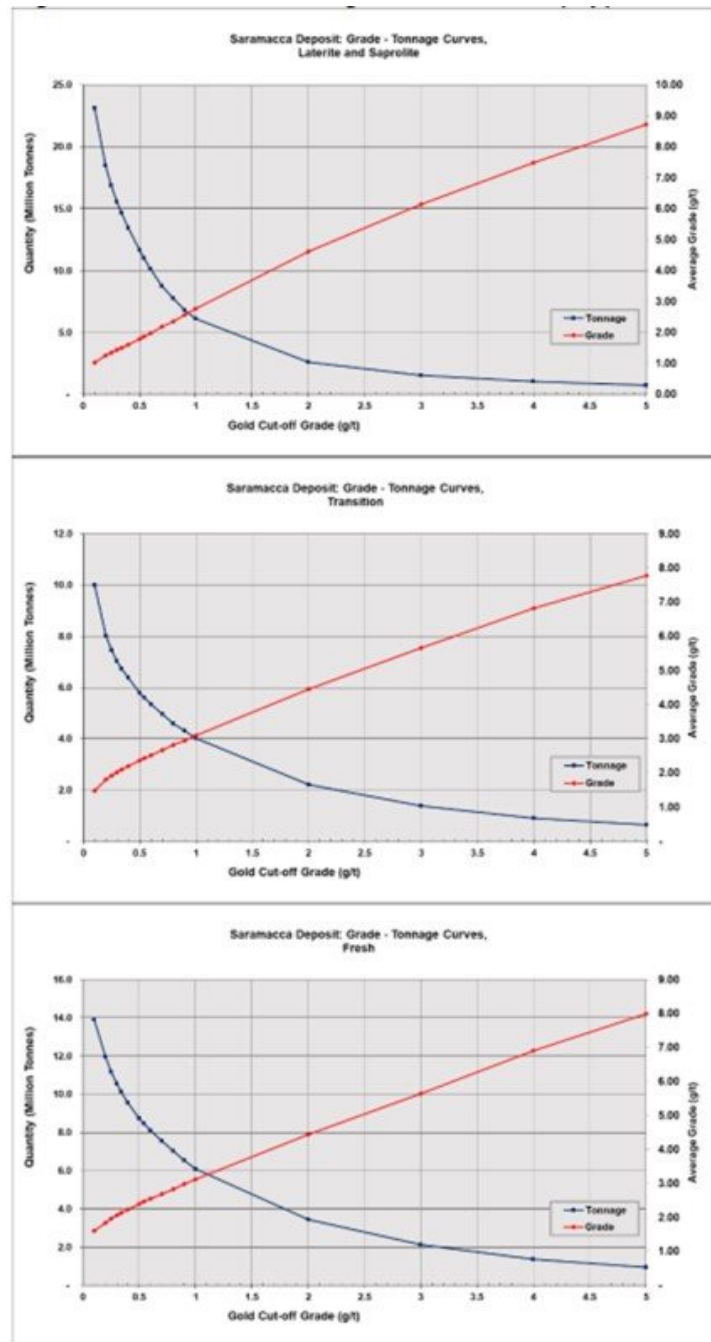 Saramacca Deposit: Grade - Tonnage Curves,
Laterite and Saprolite
25.0
20.0
15.0
10.0
5.0
-
Quantity (Million Tonnes)
10.00
9.00
8.00
7.00
6.00
5.00
4.00
3.00
2.00
1.00
0.00
Average Grade (g/t)
Tonnage
Grade
0 0.5 1 1.5 2 2.5 3 3.5 4 4.5 5
Gold Cut-off Grade (g/t)
Saramacca Deposit: Grade - Tonnage Curves,
Transition
12.0
10.0
8.0
6.0
4.0
2.0
-
Quantity (Million Tonnes)
9.00
8.00
7.00
6.00
5.00
4.00
3.00
2.00
1.00
-
Average Grade (g/t)
Tonnage
Grade
0 0.5 1 1.5 2 2.5 3 3.5 4 4.5 5
Gold Cut-off Grade (g/t)
Saramacca Deposit: Grade - Tonnage Curves,
Fresh
16.0
14.0
12.0
10.0
8.0
6.0
4.0
2.0
-
Quantity (Million Tonnes)
9.00
8.00
7.00
6.00
5.00
4.00
3.00
2.00
1.00
-
Average Grade (g/t)
Tonnage
Grade
0 0.5 1 1.5 2 2.5 3 3.5 4 4.5 5
Gold Cut-off Grade (g/t)